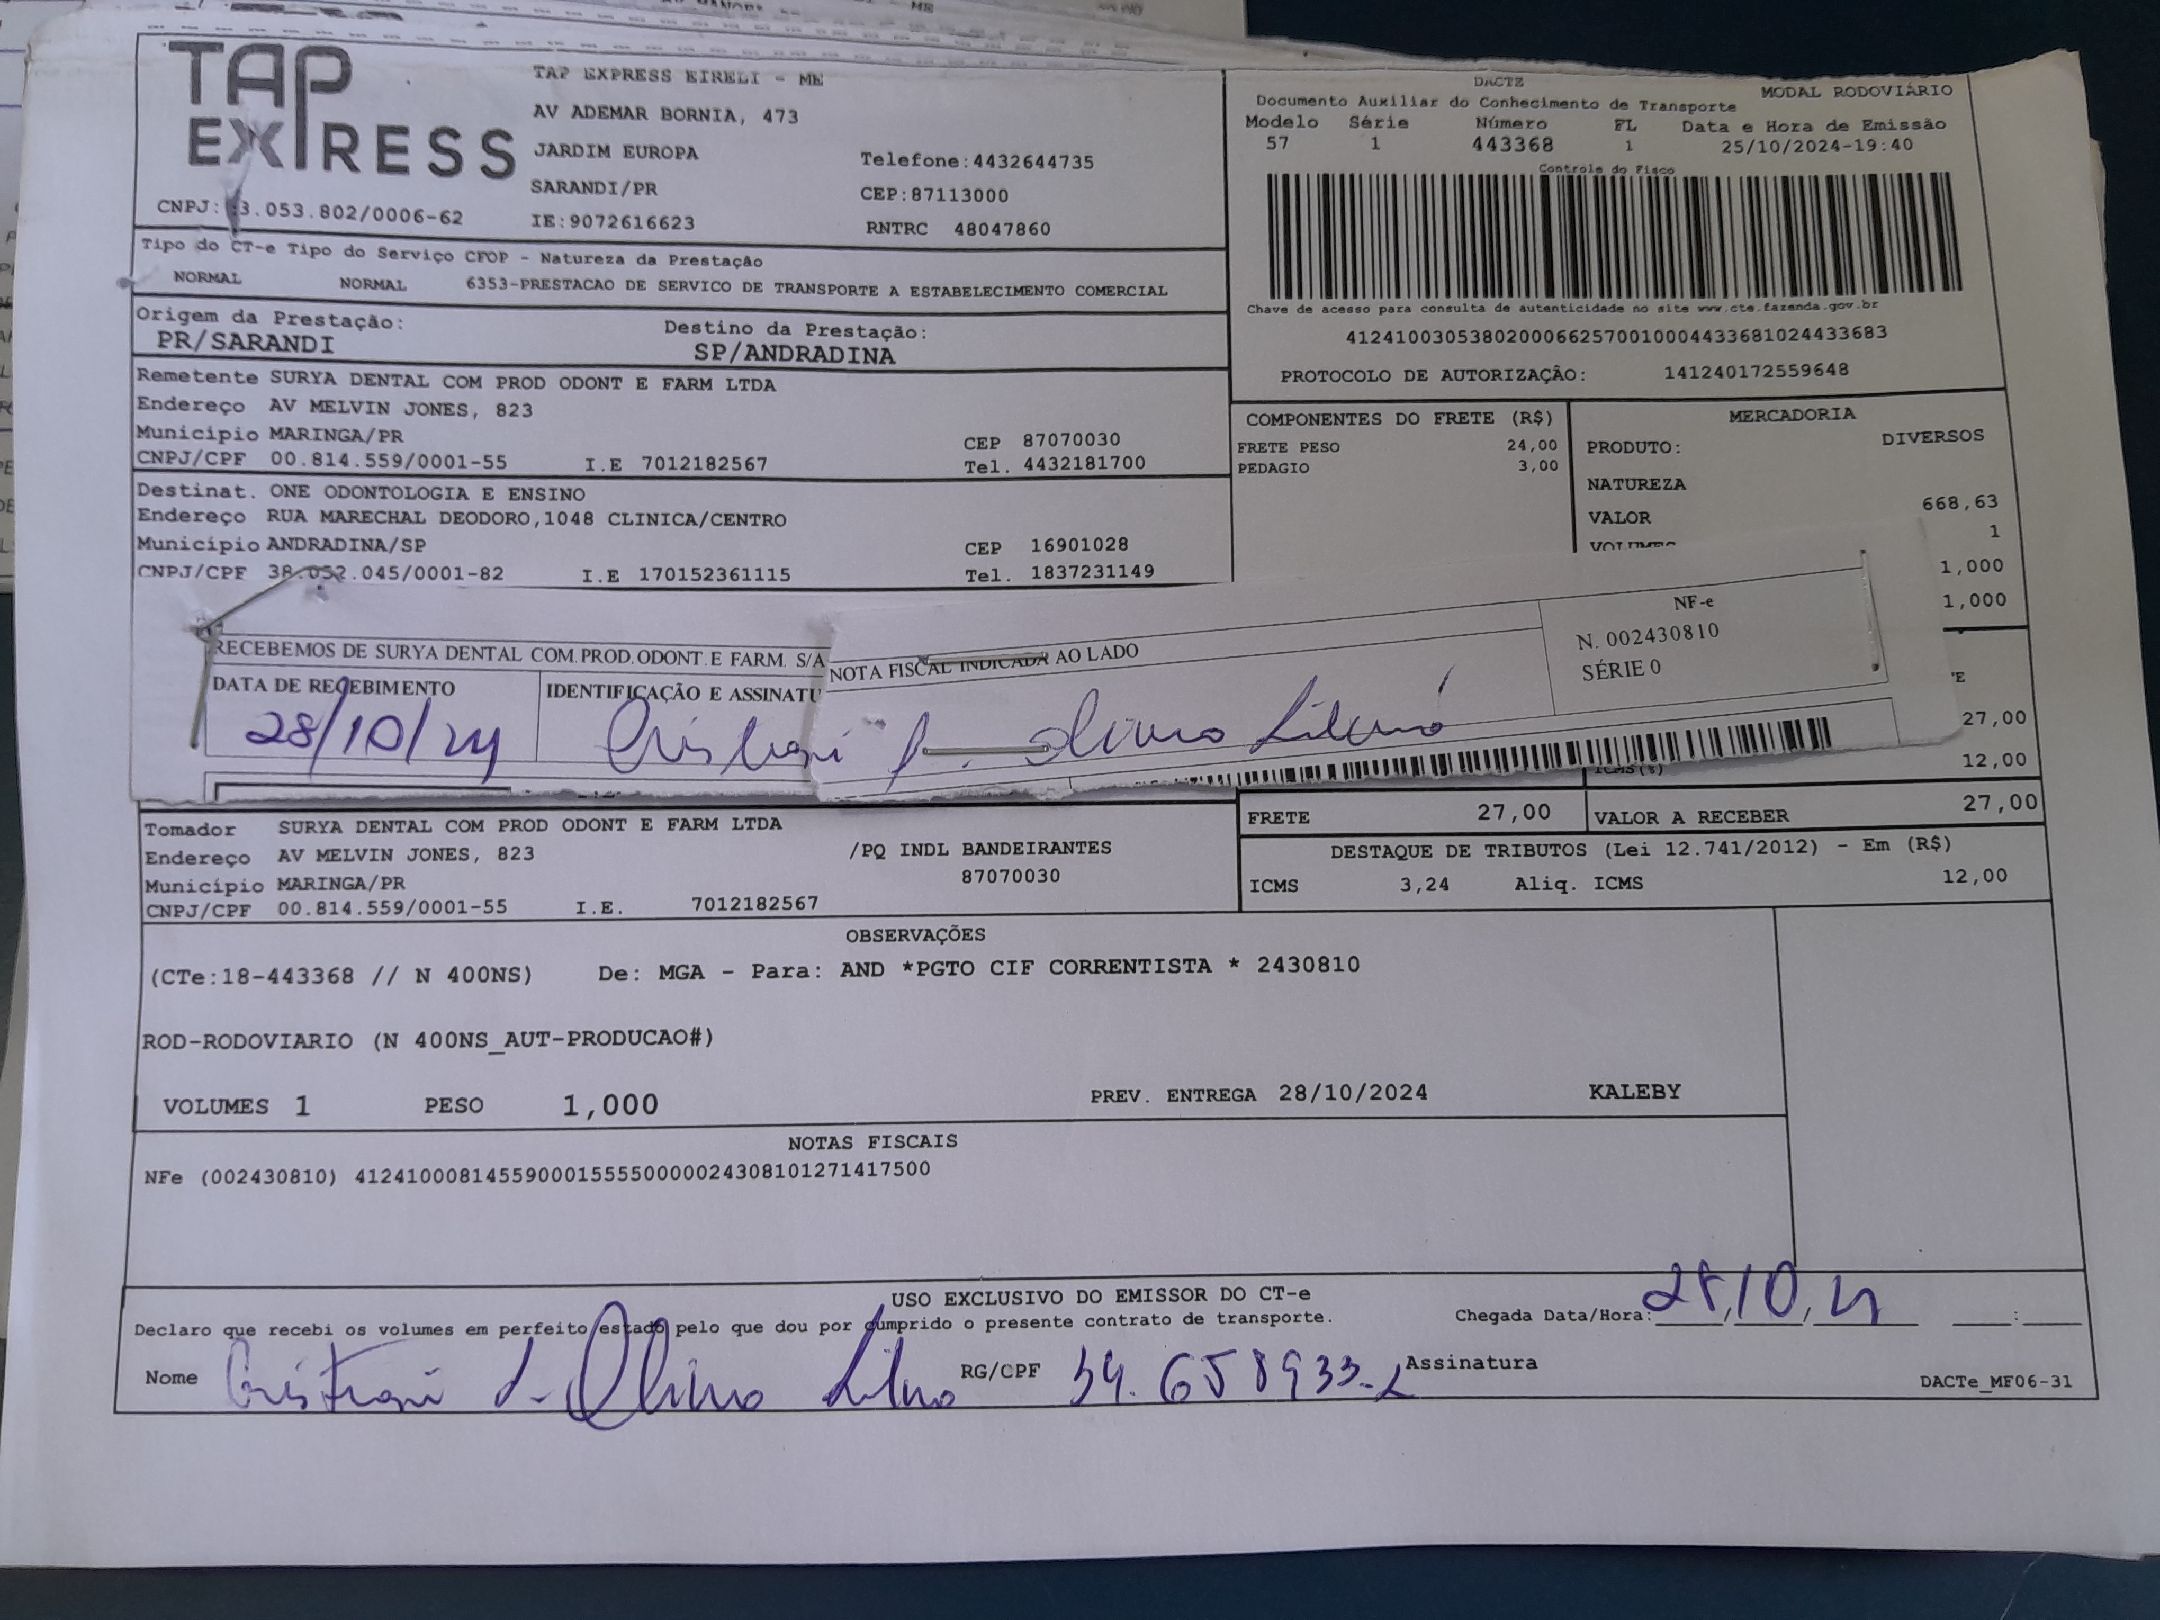 TAP EXPRESS
TAP EXPRESS EIRELI - ME
AV ADEMAR BORNIA, 473
JARDIM EUROPA
Telefone:4432644735
SARANDI/PR
CEP:87113000
CNPJ: 3.053.802/0006-62
IE:9072616623
RNTRC 48047860
DACTE
MODAL RODOVIÁRIO
Documento Auxiliar do Conhecimento de Transporte
Modelo Série Número FL Data e Hora de Emissão
57 1 443368 1 25/10/2024-19:40
Controle do Fisco
Chave de acesso para consulta de autenticidade no site www.cte.fazenda.gov.br
41241003053802000662570010004433681024433683
PROTOCOLO DE AUTORIZAÇÃO: 141240172559648
Tipo do CT-e Tipo do Serviço CFOP - Natureza da Prestação
NORMAL NORMAL 6353-PRESTACAO DE SERVICO DE TRANSPORTE A ESTABELECIMENTO COMERCIAL
Origem da Prestação: Destino da Prestação:
PR/SARANDI SP/ANDRADINA
Remetente SURYA DENTAL COM PROD ODONT E FARM LTDA
Endereço AV MELVIN JONES, 823
Município MARINGA/PR CEP 87070030
CNPJ/CPF 00.814.559/0001-55 I.E 7012182567 Tel. 4432181700
Destinat. ONE ODONTOLOGIA E ENSINO
Endereço RUA MARECHAL DEODORO,1048 CLINICA/CENTRO
Município ANDRADINA/SP CEP 16901028
CNPJ/CPF 38.052.045/0001-82 I.E 170152361115 Tel. 1837231149
COMPONENTES DO FRETE (R$)
FRETE PESO 24,00
PEDAGIO 3,00
MERCADORIA
PRODUTO: DIVERSOS
NATUREZA
VALOR 668,63
1
1,000
1,000
RECEBEMOS DE SURYA DENTAL COM.PROD.ODONT.E FARM. S/A
NOTA FISCAL INDICADA AO LADO
NF-e
N. 002430810
SÉRIE 0
DATA DE RECEBIMENTO
IDENTIFICAÇÃO E ASSINATU
28/10/24
27,00
ICMS(%) 12,00
FRETE 27,00 VALOR A RECEBER 27,00
Tomador SURYA DENTAL COM PROD ODONT E FARM LTDA
Endereço AV MELVIN JONES, 823 /PQ INDL BANDEIRANTES
Município MARINGA/PR 87070030
CNPJ/CPF 00.814.559/0001-55 I.E. 7012182567
DESTAQUE DE TRIBUTOS (Lei 12.741/2012) - Em (R$)
ICMS 3,24 Aliq. ICMS 12,00
OBSERVAÇÕES
(CTe:18-443368 // N 400NS) De: MGA - Para: AND *PGTO CIF CORRENTISTA * 2430810
ROD-RODOVIARIO (N 400NS_AUT-PRODUCAO#)
VOLUMES 1 PESO 1,000 PREV. ENTREGA 28/10/2024 KALEBY
NOTAS FISCAIS
NFe (002430810) 41241000814559000155550000024308101271417500
USO EXCLUSIVO DO EMISSOR DO CT-e
Declaro que recebi os volumes em perfeito estado pelo que dou por cumprido o presente contrato de transporte.
Chegada Data/Hora: 28/10/24
Nome
RG/CPF
Assinatura
DACTe_MF06-31